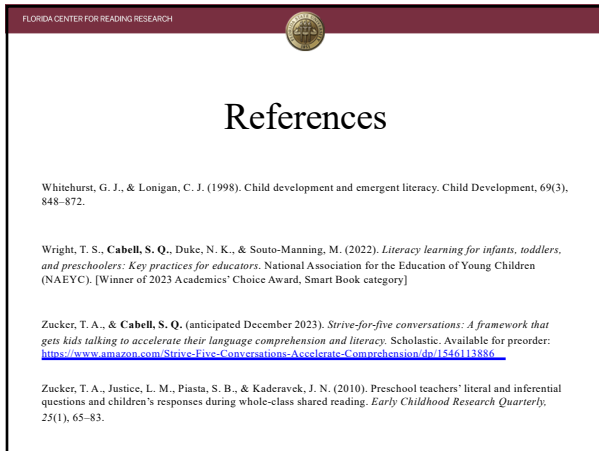 FLORIDA CENTER FOR READING RESEARCH
References
Whitehurst, G. J., & Lonigan, C. J. (1998). Child development and emergent literacy. Child Development, 69(3),
848–872.
Wright, T. S., Cabell, S. Q., Duke, N. K., & Souto-Manning, M. (2022). Literacy learning for infants, toddlers,
and preschoolers: Key practices for educators. National Association for the Education of Young Children
(NAEYC). [Winner of 2023 Academics’ Choice Award, Smart Book category]
Zucker, T. A., & Cabell, S. Q. (anticipated December 2023). Strive-for-five conversations: A framework that
gets kids talking to accelerate their language comprehension and literacy. Scholastic. Available for preorder:
https://www.amazon.com/Strive-Five-Conversations-Accelerate-Comprehension/dp/1546113886
Zucker, T. A., Justice, L. M., Piasta, S. B., & Kaderavek, J. N. (2010). Preschool teachers’ literal and inferential
questions and children’s responses during whole-class shared reading. Early Childhood Research Quarterly,
25(1), 65–83.